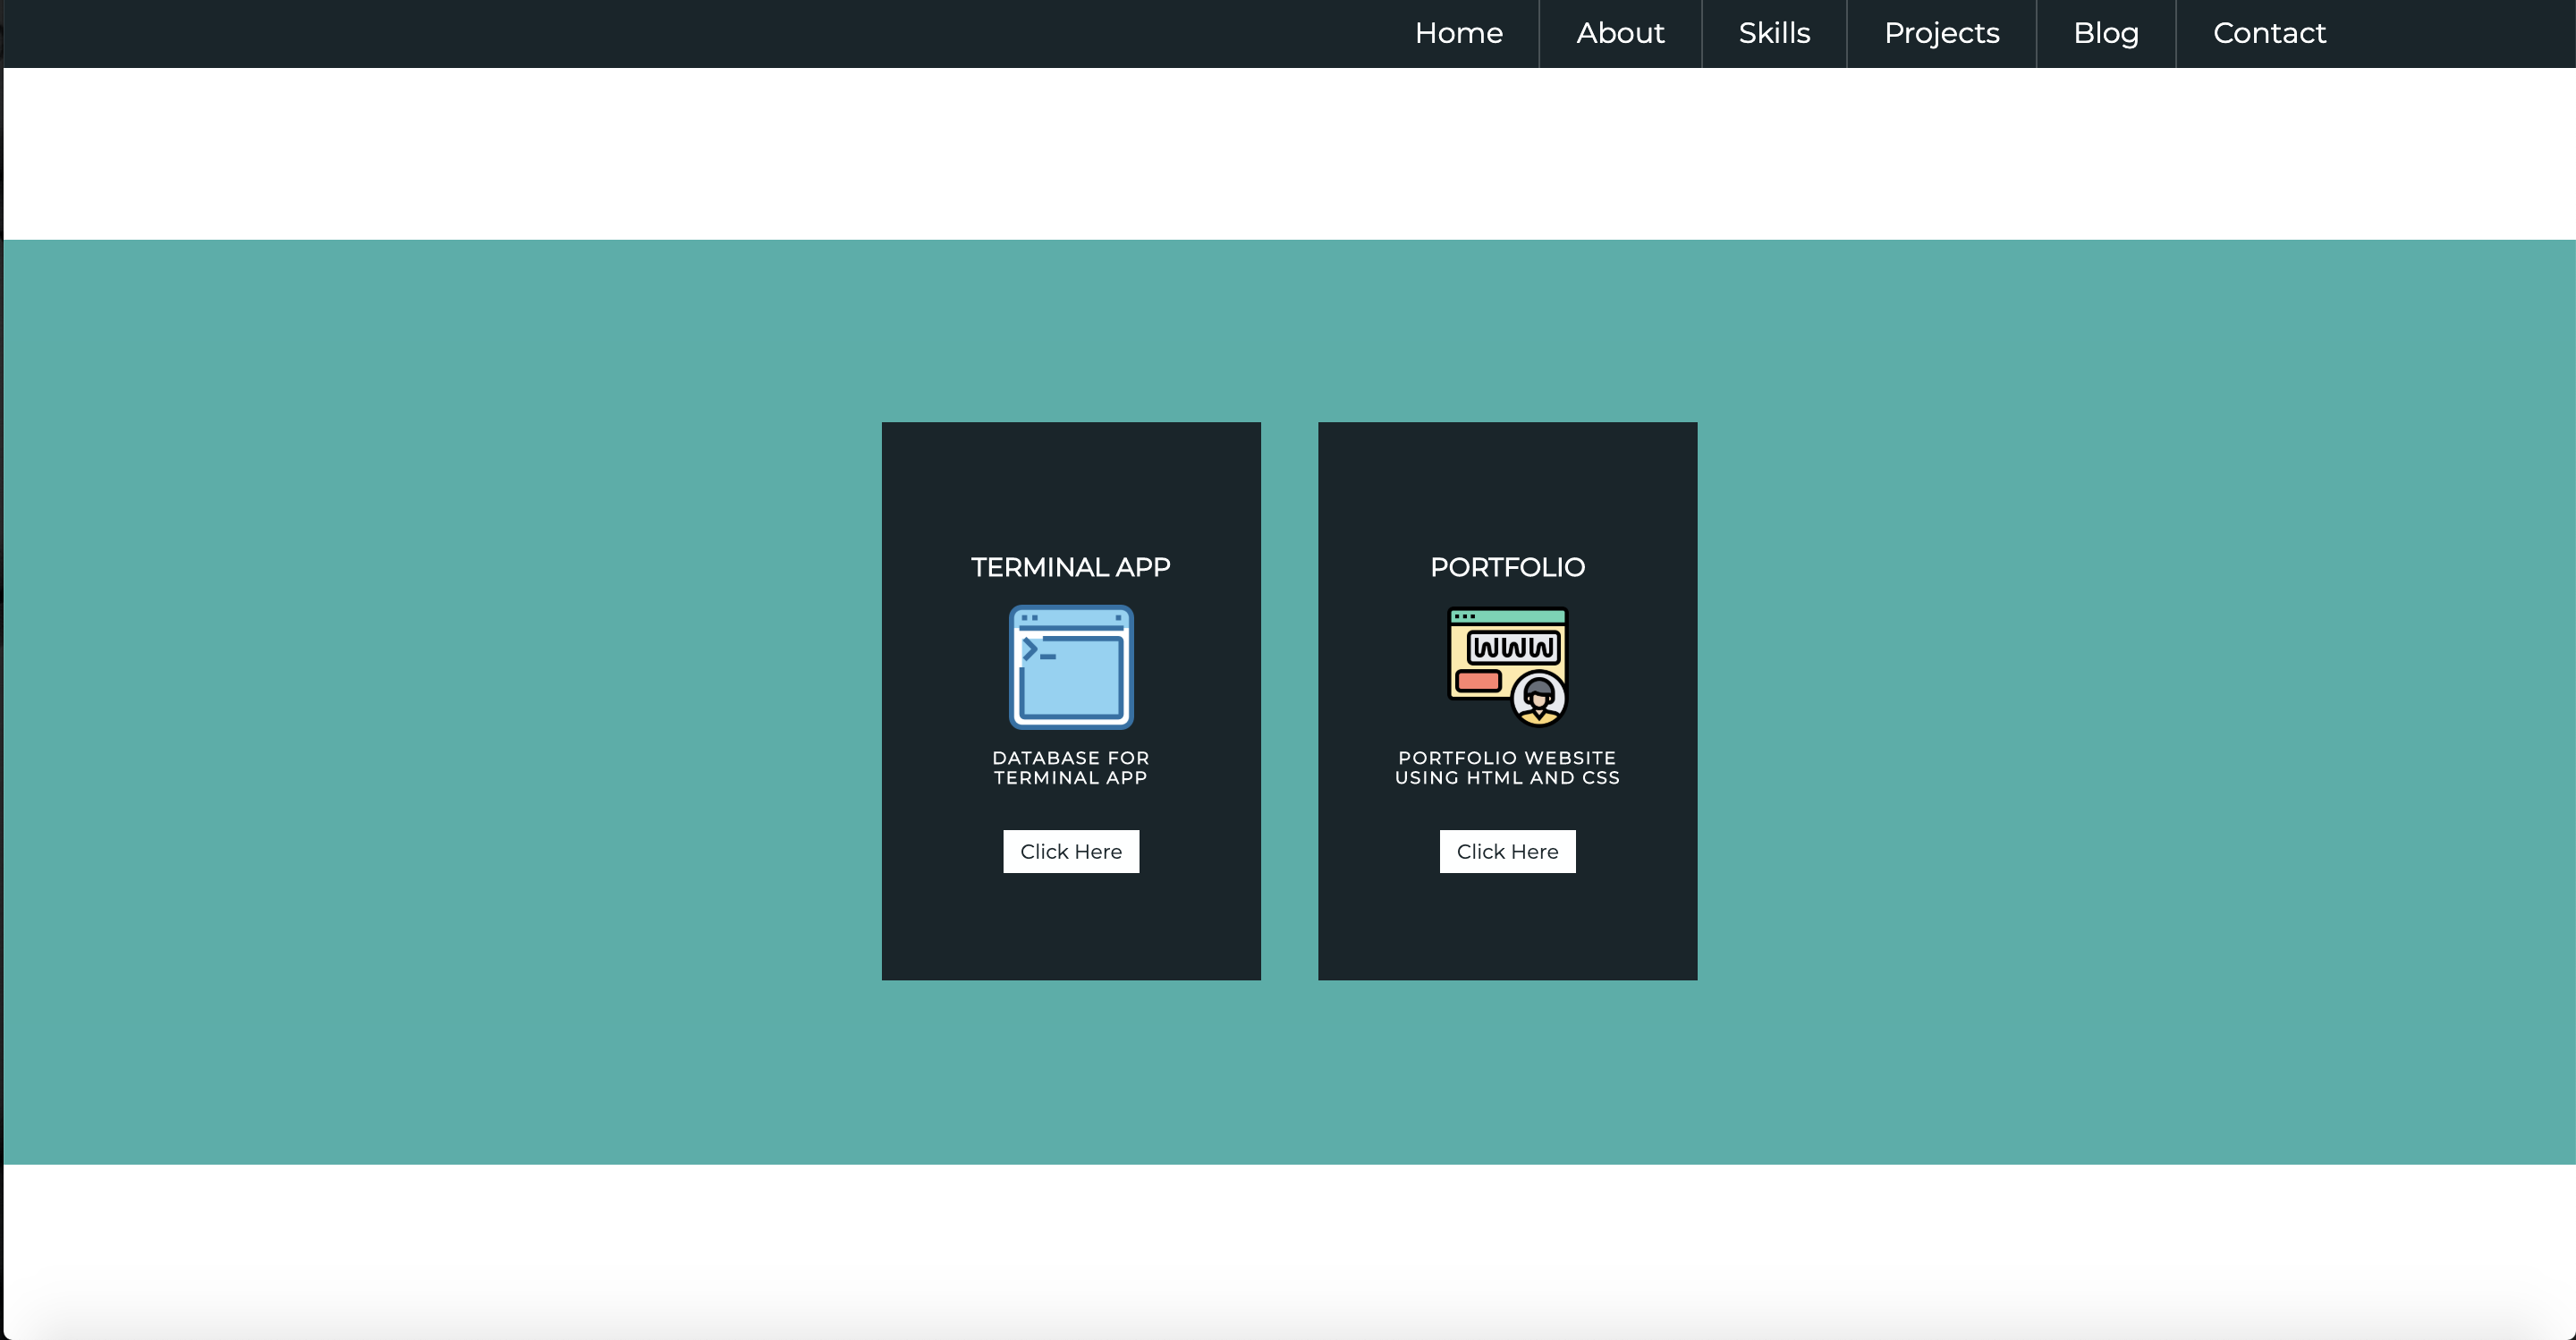 Home
About
Skills
Projects
Blog
Contact
TERMINAL APP
>_
DATABASE FOR
TERMINAL APP
Click Here
PORTFOLIO
WWW
PORTFOLIO WEBSITE
USING HTML AND CSS
Click Here